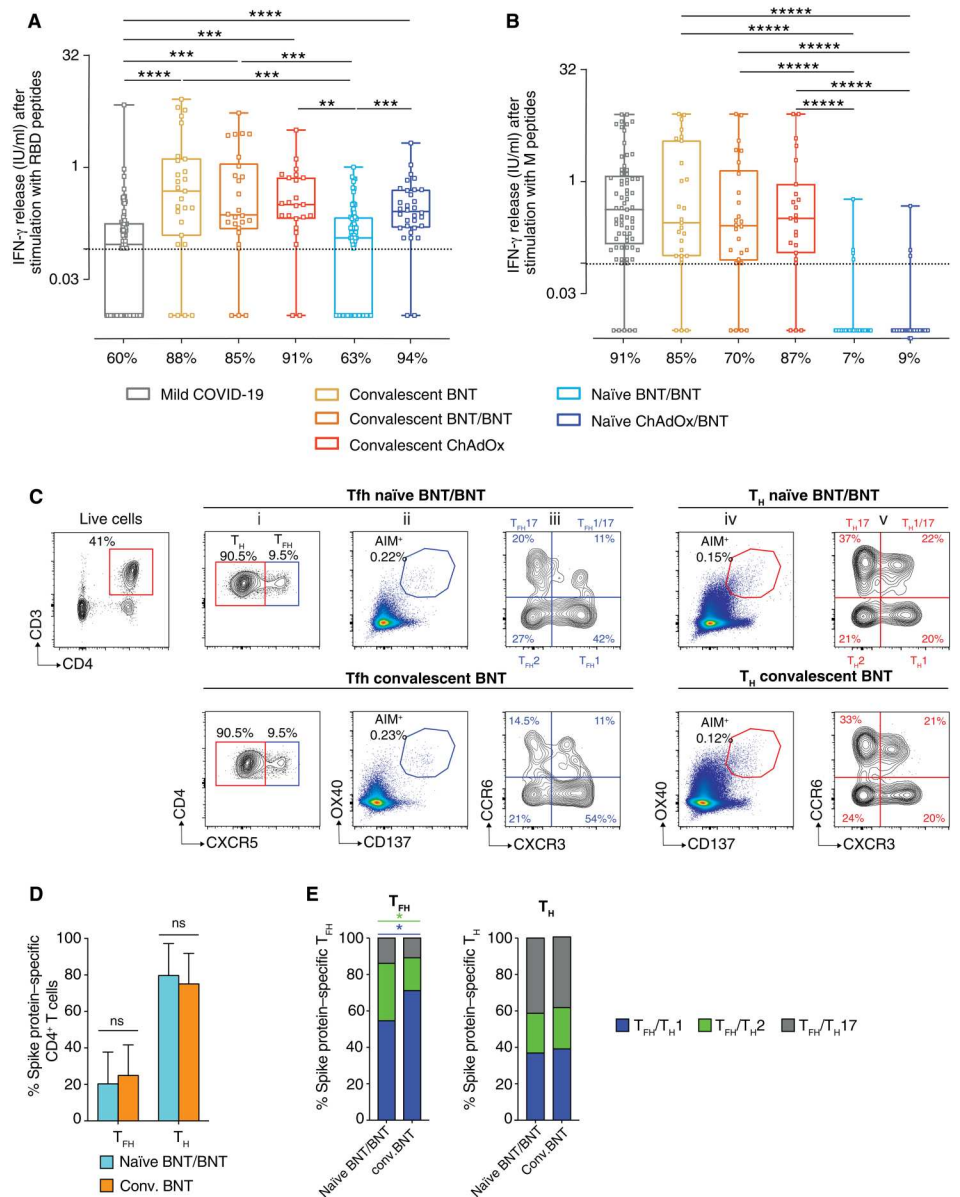 A
****
***
***
***
****
***
**
***
IFN-γ release (IU/ml) after
stimulation with RBD peptides
32
1
0.03
60% 88% 85% 91% 63% 94%
B
*****
*****
*****
*****
*****
*****
IFN-γ release (IU/ml) after
stimulation with M peptides
32
1
0.03
91% 85% 70% 87% 7% 9%
Mild COVID-19
Convalescent BNT
Convalescent BNT/BNT
Convalescent ChAdOx
Naïve BNT/BNT
Naïve ChAdOx/BNT
C
Live cells
41%
CD3
CD4
Tfh naïve BNT/BNT
i ii iii
TH TFH
90.5% 9.5%
AIM+
0.22%
TFH17 TFH1/17
20% 11%
27% 42%
TFH2 TFH1
TH naïve BNT/BNT
iv v
AIM+
0.15%
TH17 TH1/17
37% 22%
21% 20%
TH2 TH1
Tfh convalescent BNT
90.5% 9.5%
CD4
CXCR5
AIM+
0.23%
OX40
CD137
14.5% 11%
21% 54%%
CCR6
CXCR3
TH convalescent BNT
AIM+
0.12%
OX40
CD137
33% 21%
24% 20%
CCR6
CXCR3
D
% Spike protein–specific
CD4+ T cells
100
80
60
40
20
0
ns
ns
TFH TH
Naïve BNT/BNT
Conv. BNT
E
TFH
*
*
% Spike protein–specific TFH
100
80
60
40
20
0
Naïve BNT/BNT
conv.BNT
TH
% Spike protein–specific TH
100
80
60
40
20
0
Naïve BNT/BNT
Conv.BNT
TFH/TH1
TFH/TH2
TFH/TH17